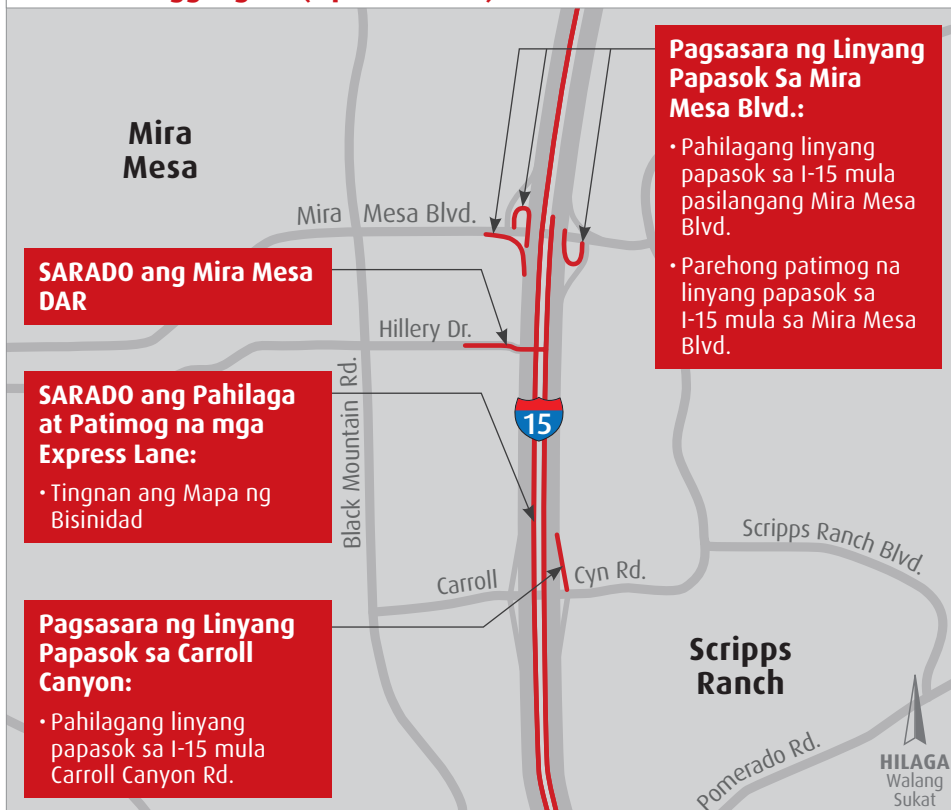 Pagsasara ng Linyang
Papasok Sa Mira
Mesa Blvd.:
• Pahilagang linyang
papasok sa I-15 mula
pasilangang Mira Mesa
Blvd.
• Parehong patimog na
linyang papasok sa
I-15 mula sa Mira Mesa
Blvd.
Mira
Mesa
Mira Mesa Blvd.
SARADO ang Mira Mesa
DAR
Hillery Dr.
SARADO ang Pahilaga
at Patimog na mga
Express Lane:
• Tingnan ang Mapa ng
Bisinidad
Black Mountain Rd.
15
Scripps Ranch Blvd.
Carroll Cyn Rd.
Pagsasara ng Linyang
Papasok sa Carroll
Canyon:
• Pahilagang linyang
papasok sa I-15 mula
Carroll Canyon Rd.
Scripps
Ranch
Pomerado Rd.
HILAGA
Walang
Sukat